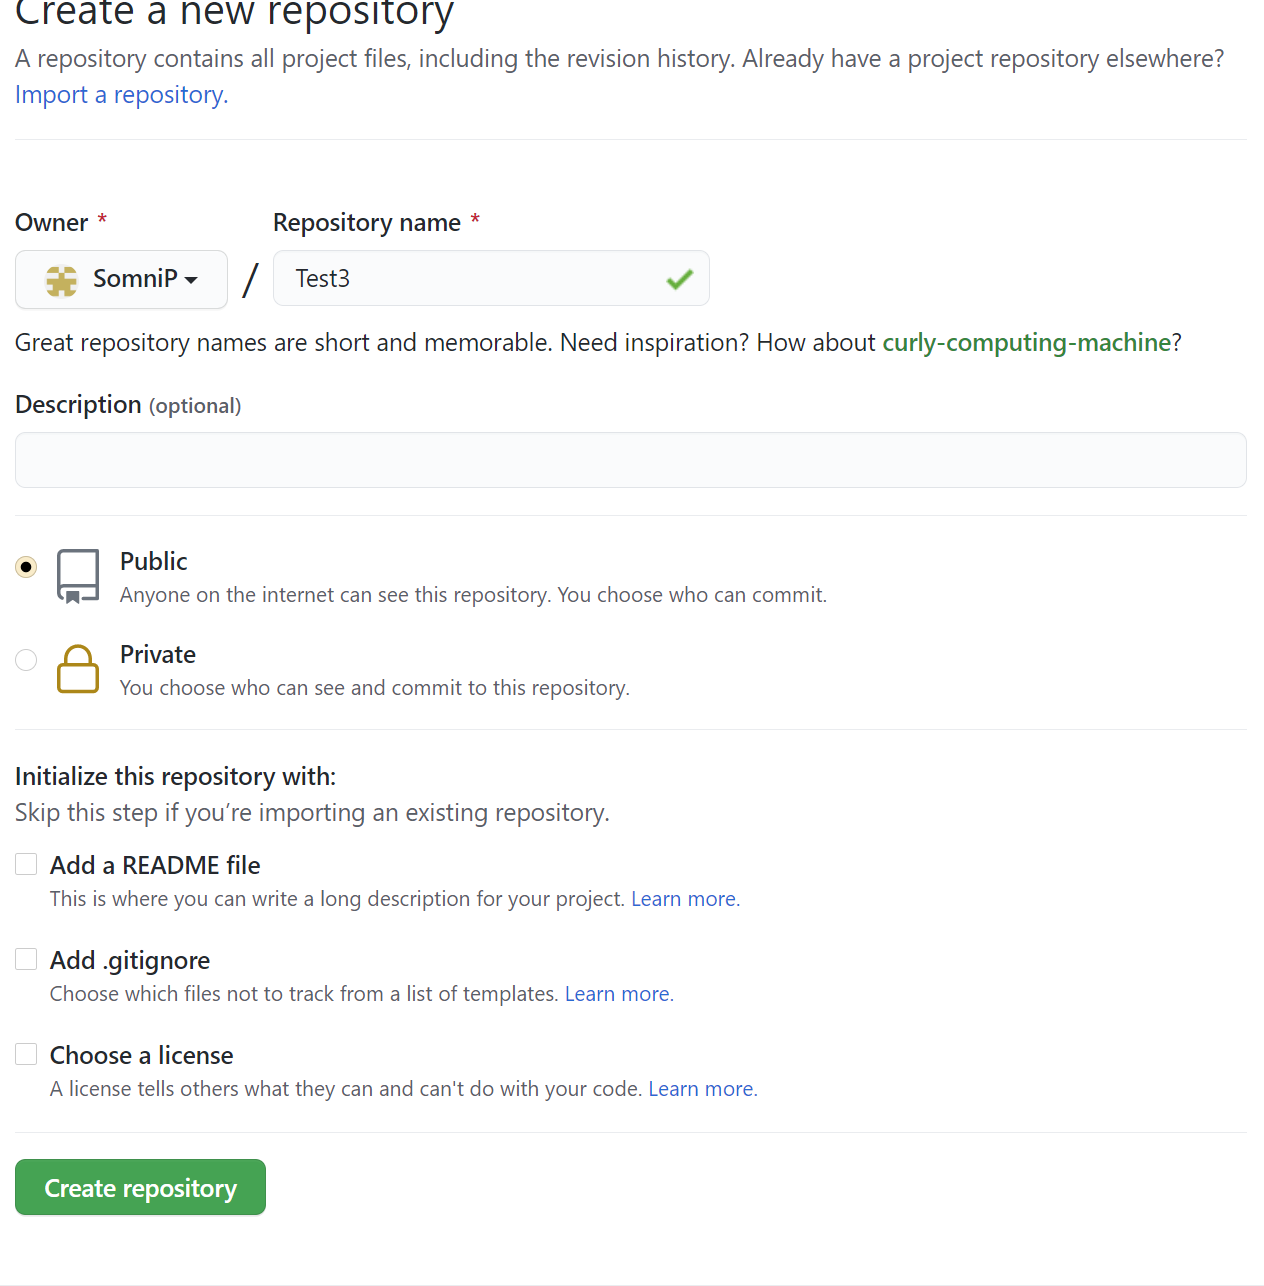 Create a new repository
A repository contains all project files, including the revision history. Already have a project repository elsewhere?
Import a repository.
Owner * Repository name *
SomniP / Test3
Great repository names are short and memorable. Need inspiration? How about curly-computing-machine?
Description (optional)
Public
Anyone on the internet can see this repository. You choose who can commit.
Private
You choose who can see and commit to this repository.
Initialize this repository with:
Skip this step if you’re importing an existing repository.
Add a README file
This is where you can write a long description for your project. Learn more.
Add .gitignore
Choose which files not to track from a list of templates. Learn more.
Choose a license
A license tells others what they can and can't do with your code. Learn more.
Create repository